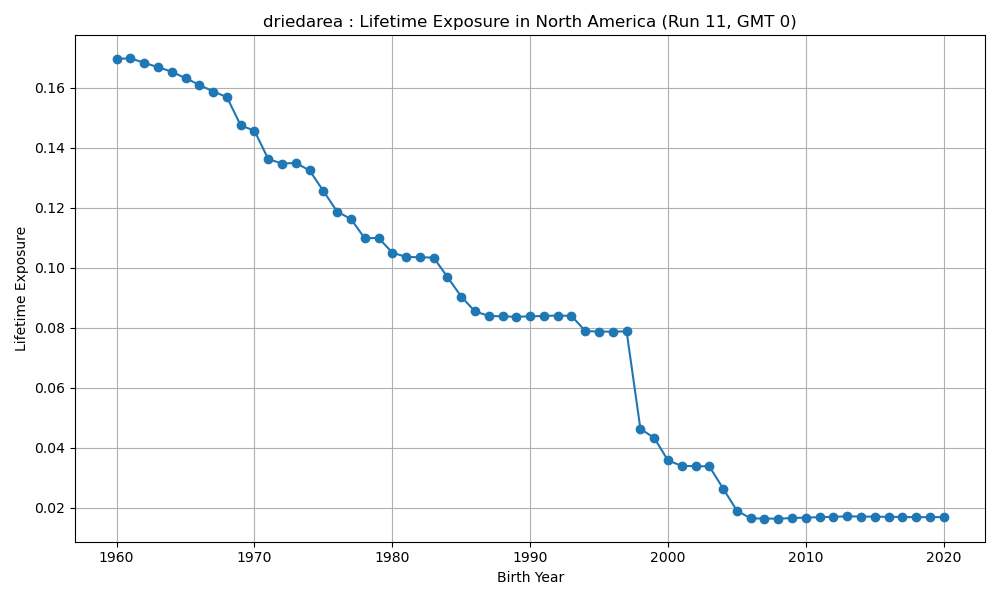 driedarea : Lifetime Exposure in North America (Run 11, GMT 0)
Lifetime Exposure
0.16
0.14
0.12
0.10
0.08
0.06
0.04
0.02
1960 1970 1980 1990 2000 2010 2020
Birth Year